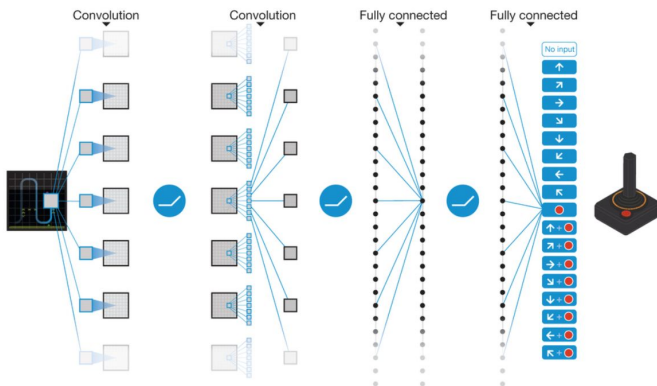 Convolution
Convolution
Fully connected
Fully connected
No input
+
+
+
+
+
+
+
+